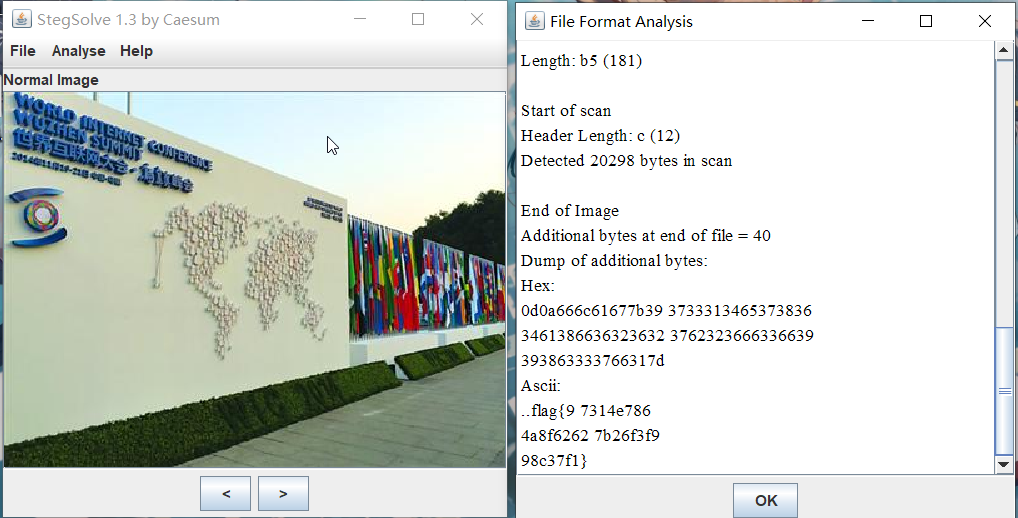 StegSolve 1.3 by Caesum
File Analyse Help
Normal Image
WORLD INTERNET CONFERENCE
WUZHEN SUMMIT
世界互联网大会·乌镇峰会
< >
File Format Analysis
Length: b5 (181)
Start of scan
Header Length: c (12)
Detected 20298 bytes in scan
End of Image
Additional bytes at end of file = 40
Dump of additional bytes:
Hex:
0d0a666c61677b39 3733313465373836
3461386636323632 3762323666336639
393863333766317d
Ascii:
..flag{9 7314e786
4a8f6262 7b26f3f9
98c37f1}
OK